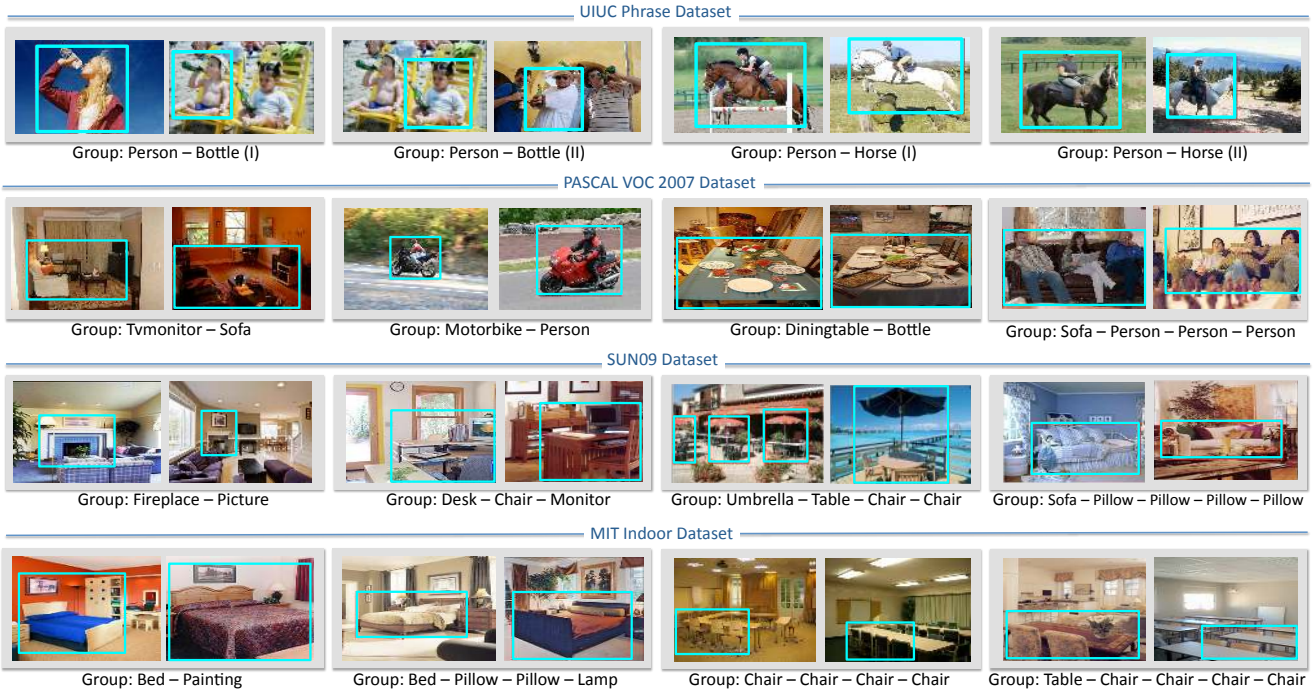 UIUC Phrase Dataset
Group: Person – Bottle (I)
Group: Person – Bottle (II)
Group: Person – Horse (I)
Group: Person – Horse (II)
PASCAL VOC 2007 Dataset
Group: Tvmonitor – Sofa
Group: Motorbike – Person
Group: Diningtable – Bottle
Group: Sofa – Person – Person – Person
SUN09 Dataset
Group: Fireplace – Picture
Group: Desk – Chair – Monitor
Group: Umbrella – Table – Chair – Chair
Group: Sofa – Pillow – Pillow – Pillow – Pillow
MIT Indoor Dataset
Group: Bed – Painting
Group: Bed – Pillow – Pillow – Lamp
Group: Chair – Chair – Chair – Chair
Group: Table – Chair – Chair – Chair – Chair